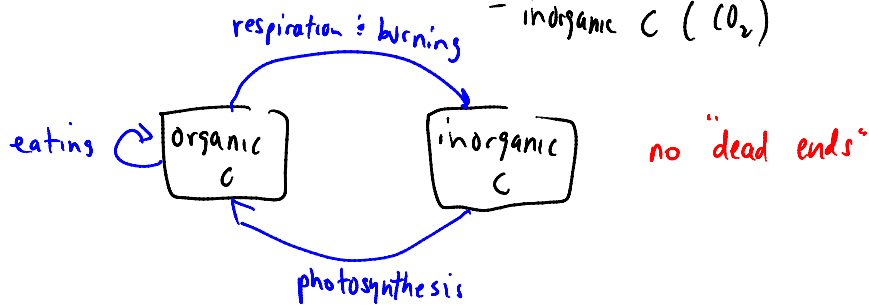 - inorganic C (CO₂)
respiration & burning
eating
organic
C
inorganic
C
no "dead ends"
photosynthesis